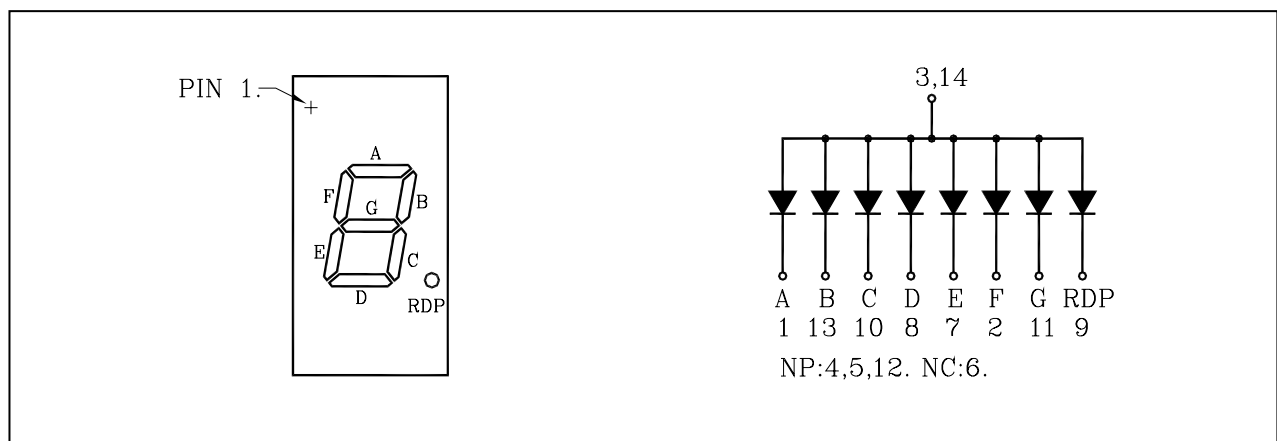 PIN 1.
A
F
B
G
E
C
D
RDP
3,14
A B C D E F G RDP
1 13 10 8 7 2 11 9
NP:4,5,12. NC:6.